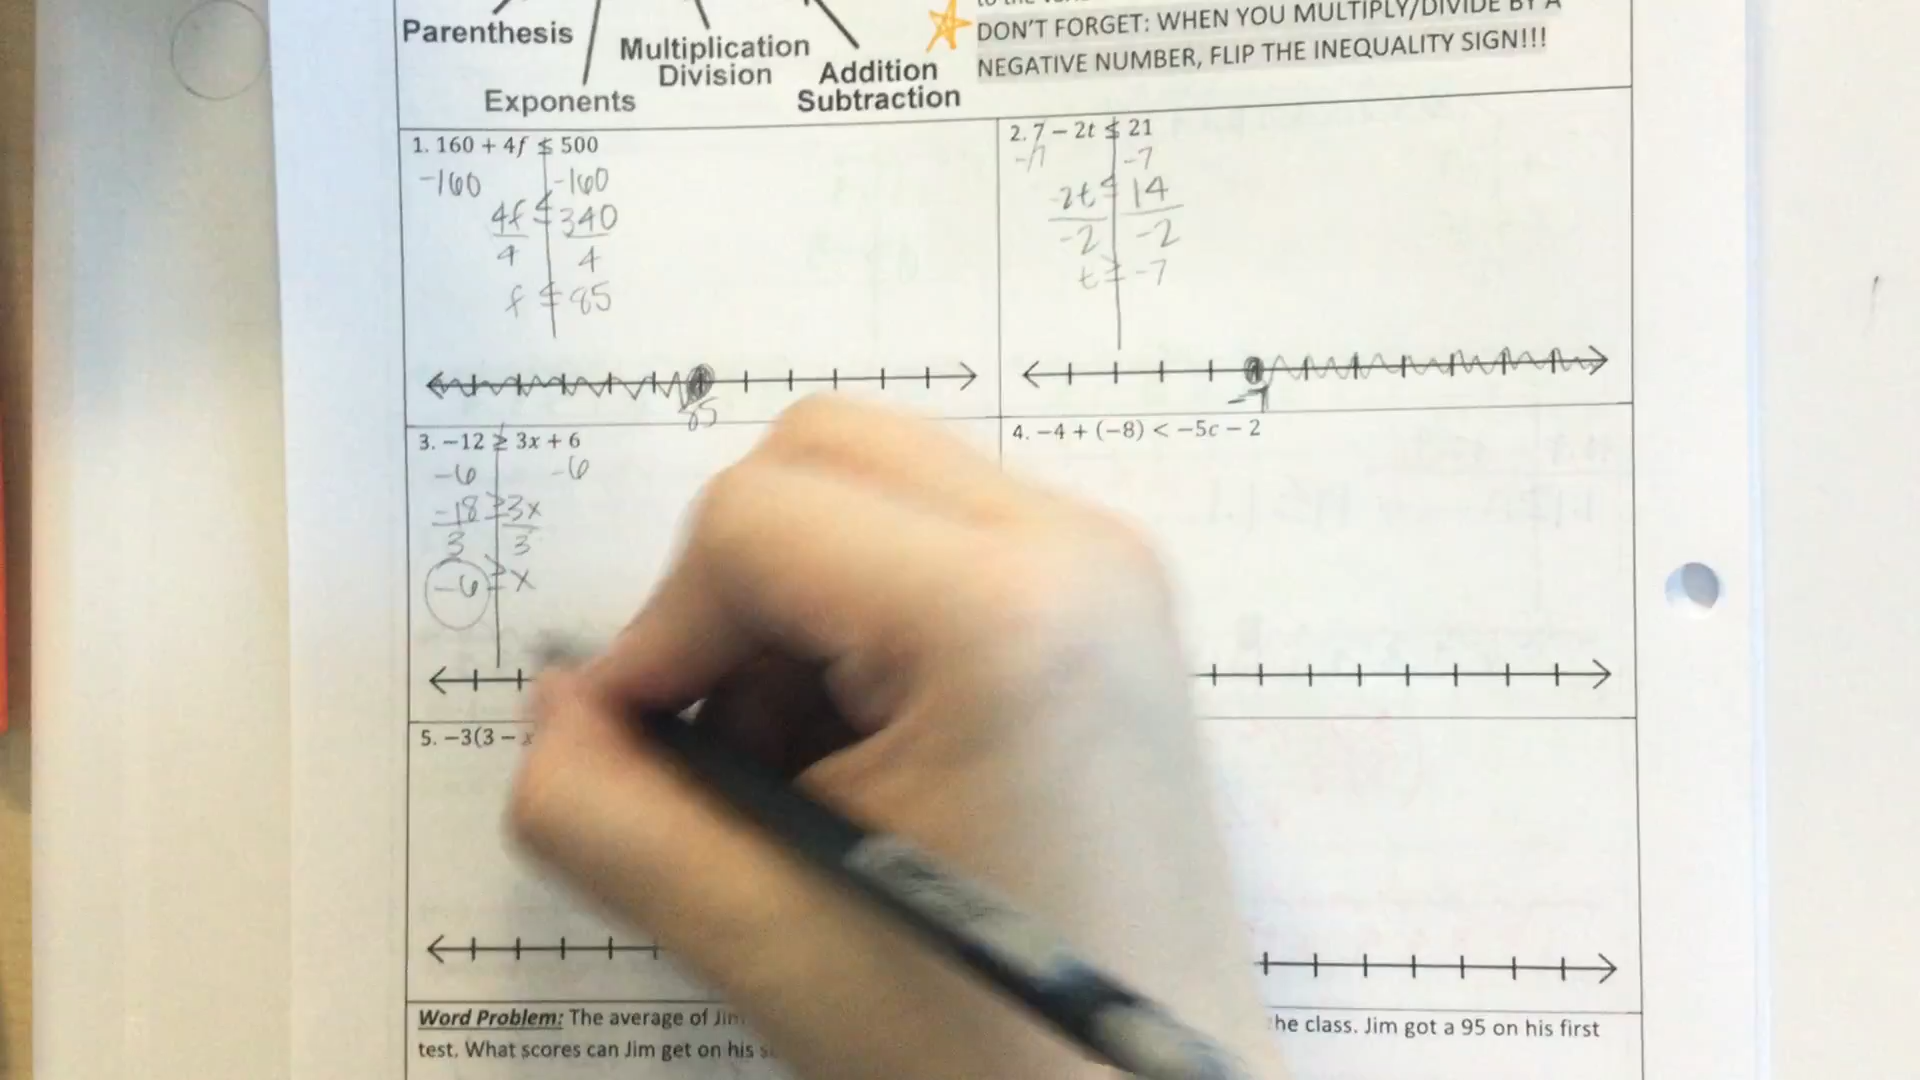 Parenthesis
Multiplication
Division
Exponents
Addition
Subtraction
DON'T FORGET: WHEN YOU MULTIPLY/DIVIDE BY A
NEGATIVE NUMBER, FLIP THE INEQUALITY SIGN!!!
1. 160 + 4f ≤ 500
-160 -160
4f ≤ 340
4 4
f ≤ 85
85
2. 7 − 2t ≤ 21
-7 -7
-2t ≤ 14
-2 -2
t ≥ -7
-7
3. −12 ≥ 3x + 6
-6 -6
-18 ≥ 3x
3 3
-6 ≥ x
4. −4 + (−8) < −5c − 2
5. −3(3 − x
Word Problem: The average of Jim
he class. Jim got a 95 on his first
test. What scores can Jim get on his